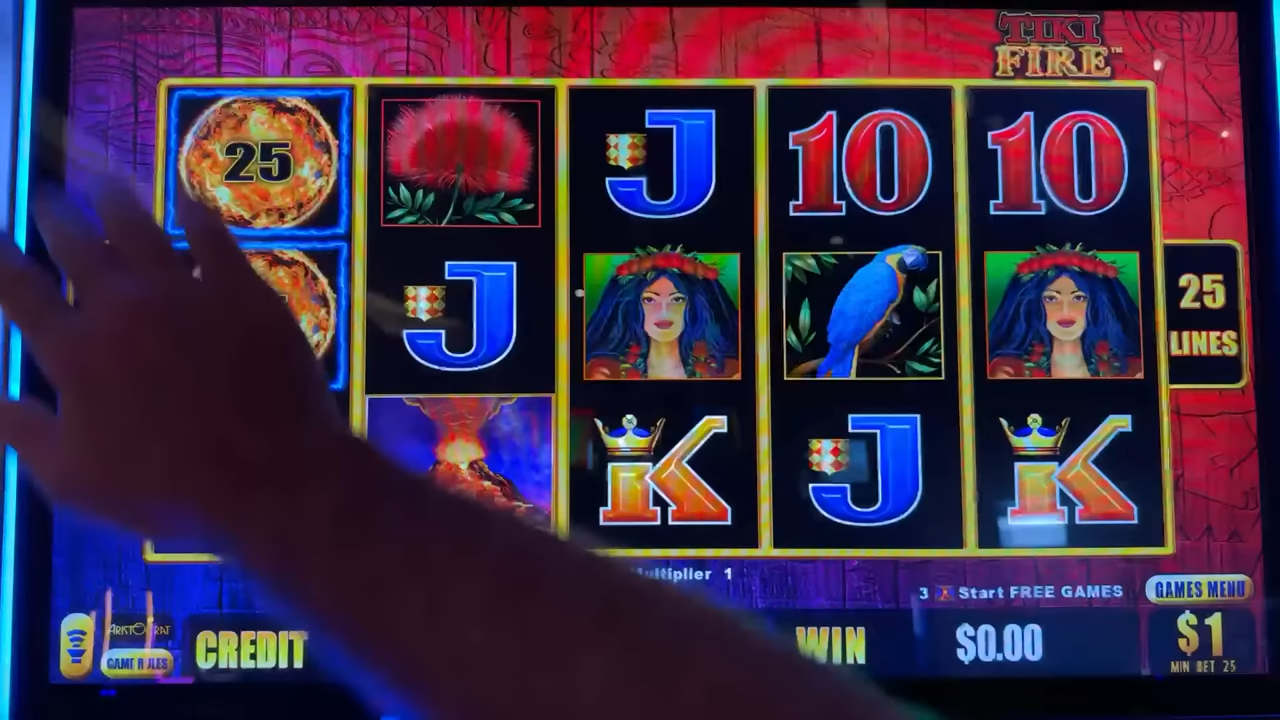 TIKI
FIRE™
25
J
10
10
25
LINES
J
K
J
K
Multiplier 1
3 Start FREE GAMES
GAMES MENU
ARISTOCRAT
GAME RULES
CREDIT
WIN
$0.00
$1
MIN BET 25